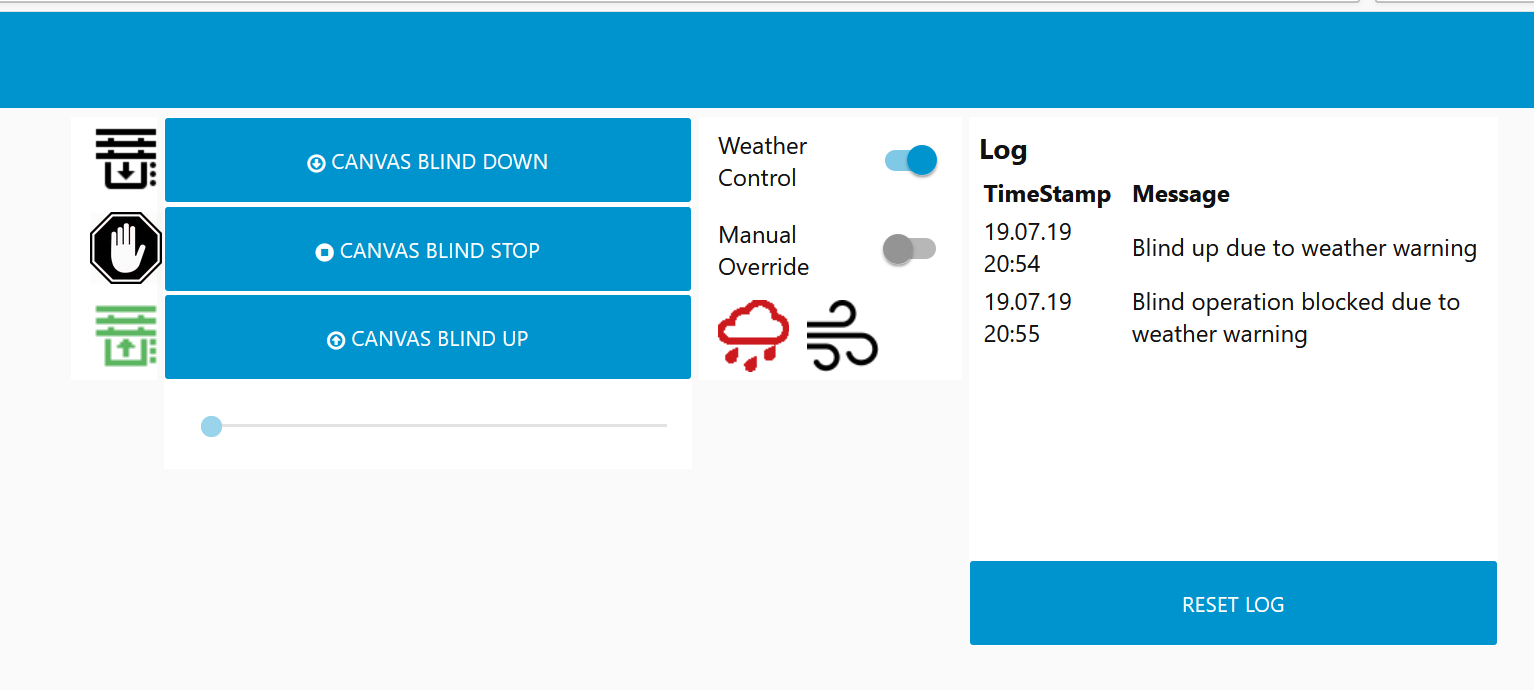 CANVAS BLIND DOWN
CANVAS BLIND STOP
CANVAS BLIND UP
Weather
Control
Manual
Override
Log
TimeStamp Message
19.07.19
20:54
Blind up due to weather warning
19.07.19
20:55
Blind operation blocked due to
weather warning
RESET LOG